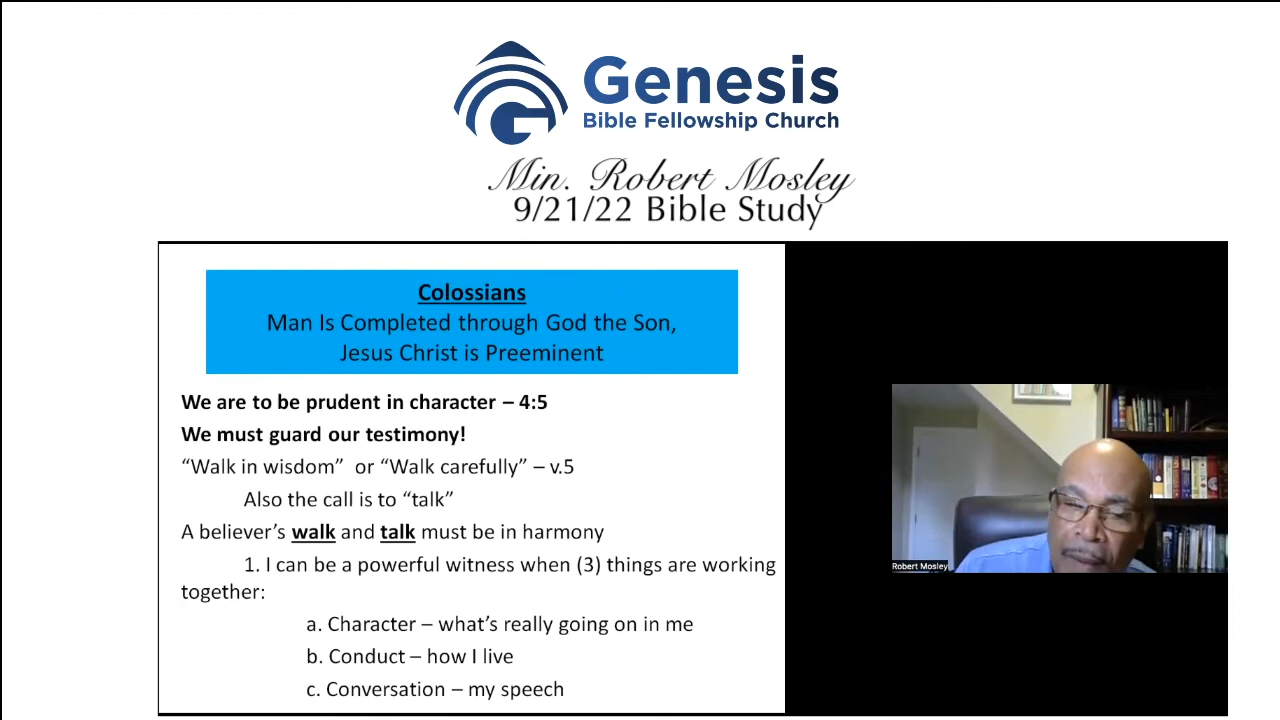 Genesis
Bible Fellowship Church
Min. Robert Mosley
9/21/22 Bible Study
Colossians
Man Is Completed through God the Son,
Jesus Christ is Preeminent
We are to be prudent in character – 4:5
We must guard our testimony!
“Walk in wisdom”  or “Walk carefully” – v.5
Also the call is to “talk”
A believer’s walk and talk must be in harmony
1. I can be a powerful witness when (3) things are working
together:
a. Character – what’s really going on in me
b. Conduct – how I live
c. Conversation – my speech
Robert Mosley